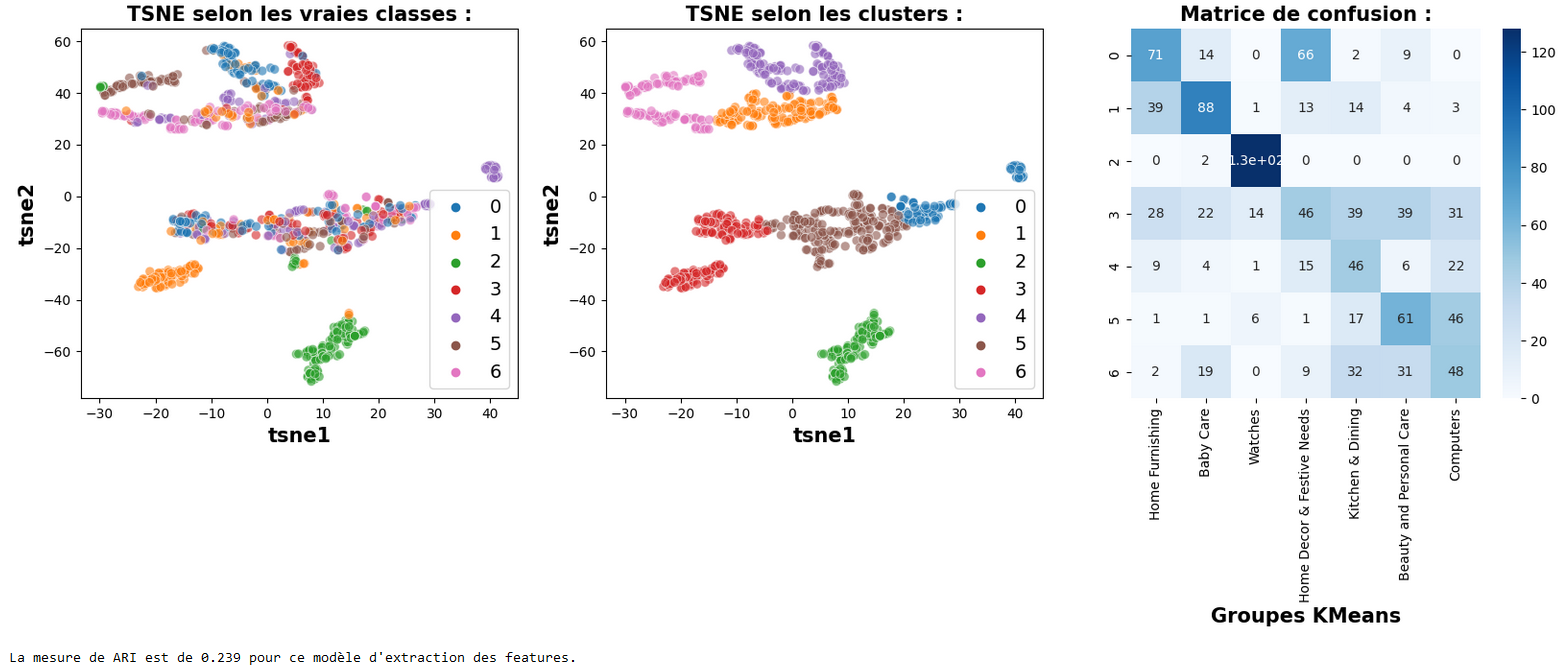 TSNE selon les vraies classes :
60
40
20
0
−20
−40
−60
tsne2
−30 −20 −10 0 10 20 30 40
tsne1
0
1
2
3
4
5
6
TSNE selon les clusters :
60
40
20
0
−20
−40
−60
tsne2
−30 −20 −10 0 10 20 30 40
tsne1
0
1
2
3
4
5
6
Matrice de confusion :
0 71 14 0 66 2 9 0
1 39 88 1 13 14 4 3
2 0 2 1.3e+02 0 0 0 0
3 28 22 14 46 39 39 31
4 9 4 1 15 46 6 22
5 1 1 6 1 17 61 46
6 2 19 0 9 32 31 48
Home Furnishing
Baby Care
Watches
Home Decor & Festive Needs
Kitchen & Dining
Beauty and Personal Care
Computers
Groupes KMeans
120
100
80
60
40
20
0
La mesure de ARI est de 0.239 pour ce modèle d'extraction des features.